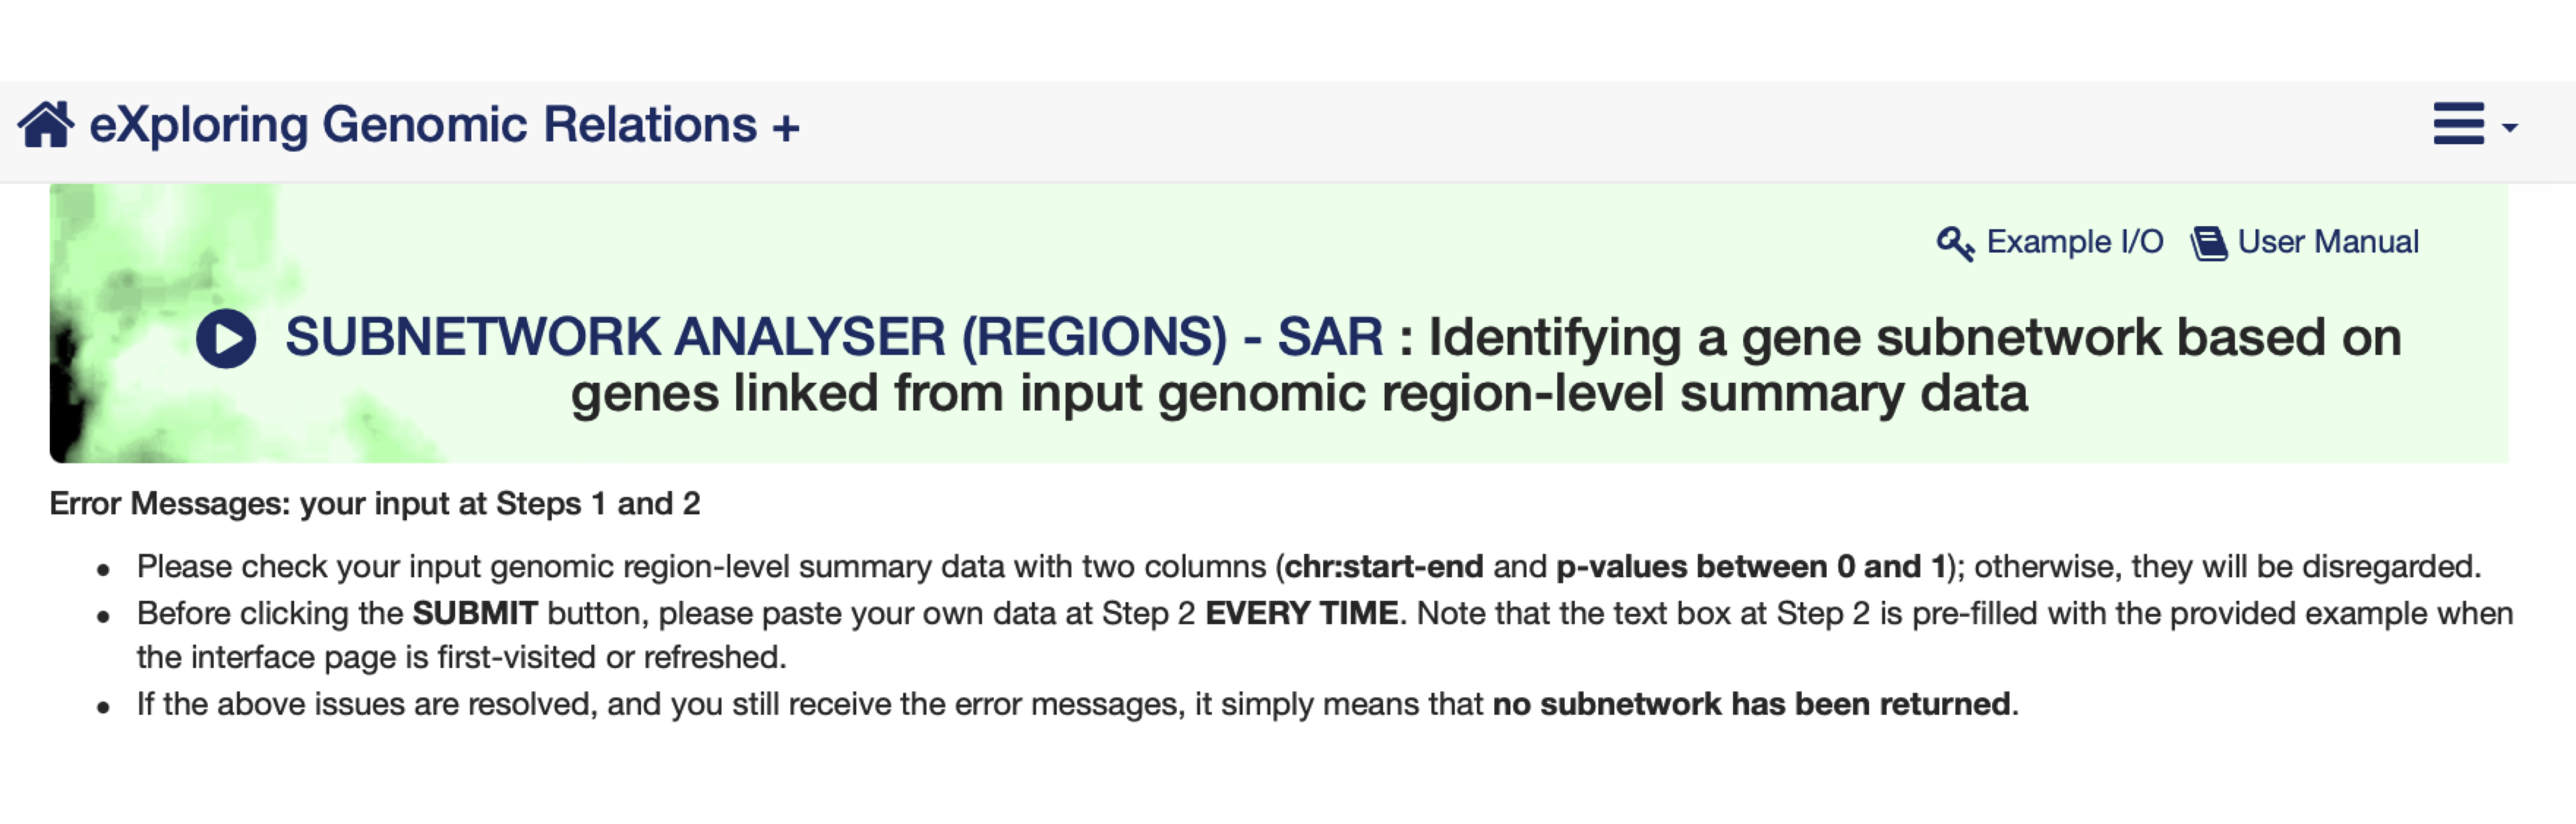 eXploring Genomic Relations +
Example I/O User Manual
SUBNETWORK ANALYSER (REGIONS) - SAR : Identifying a gene subnetwork based on
genes linked from input genomic region-level summary data
Error Messages: your input at Steps 1 and 2
• Please check your input genomic region-level summary data with two columns (chr:start-end and p-values between 0 and 1); otherwise, they will be disregarded.
• Before clicking the SUBMIT button, please paste your own data at Step 2 EVERY TIME. Note that the text box at Step 2 is pre-filled with the provided example when
the interface page is first-visited or refreshed.
• If the above issues are resolved, and you still receive the error messages, it simply means that no subnetwork has been returned.